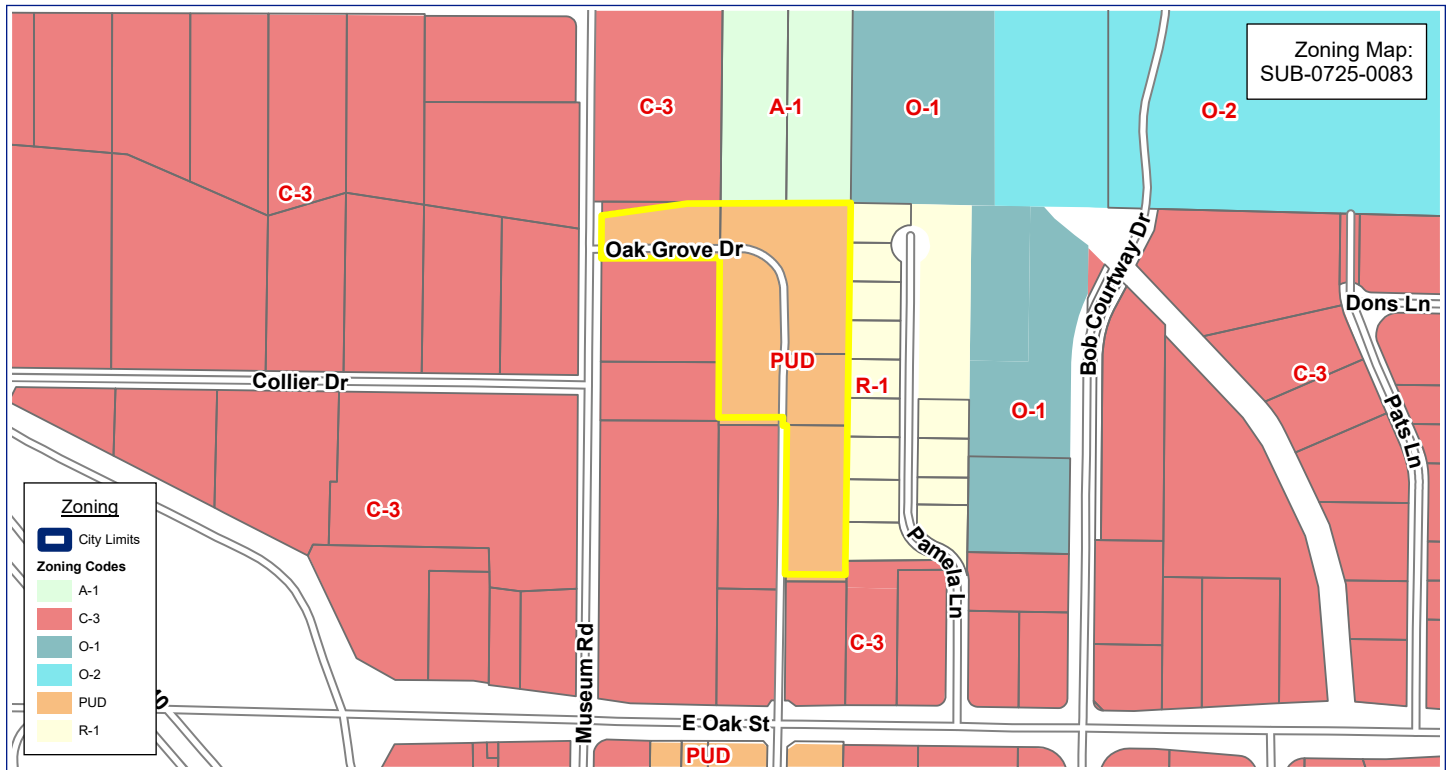 Zoning Map:
SUB-0725-0083
C-3
A-1
O-1
O-2
C-3
Oak Grove Dr
Bob Courtway Dr
Dons Ln
PUD
R-1
C-3
Collier Dr
O-1
Pats Ln
C-3
Pamela Ln
C-3
Museum Rd
E Oak St
PUD
Zoning
City Limits
Zoning Codes
A-1
C-3
O-1
O-2
PUD
R-1